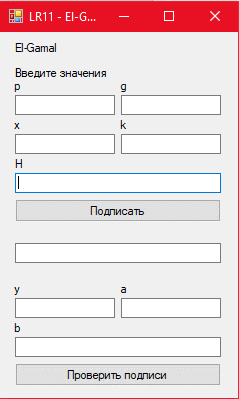 LR11 - El-G...
El-Gamal
Введите значения
p g
x k
H
Подписать
y a
b
Проверить подписи